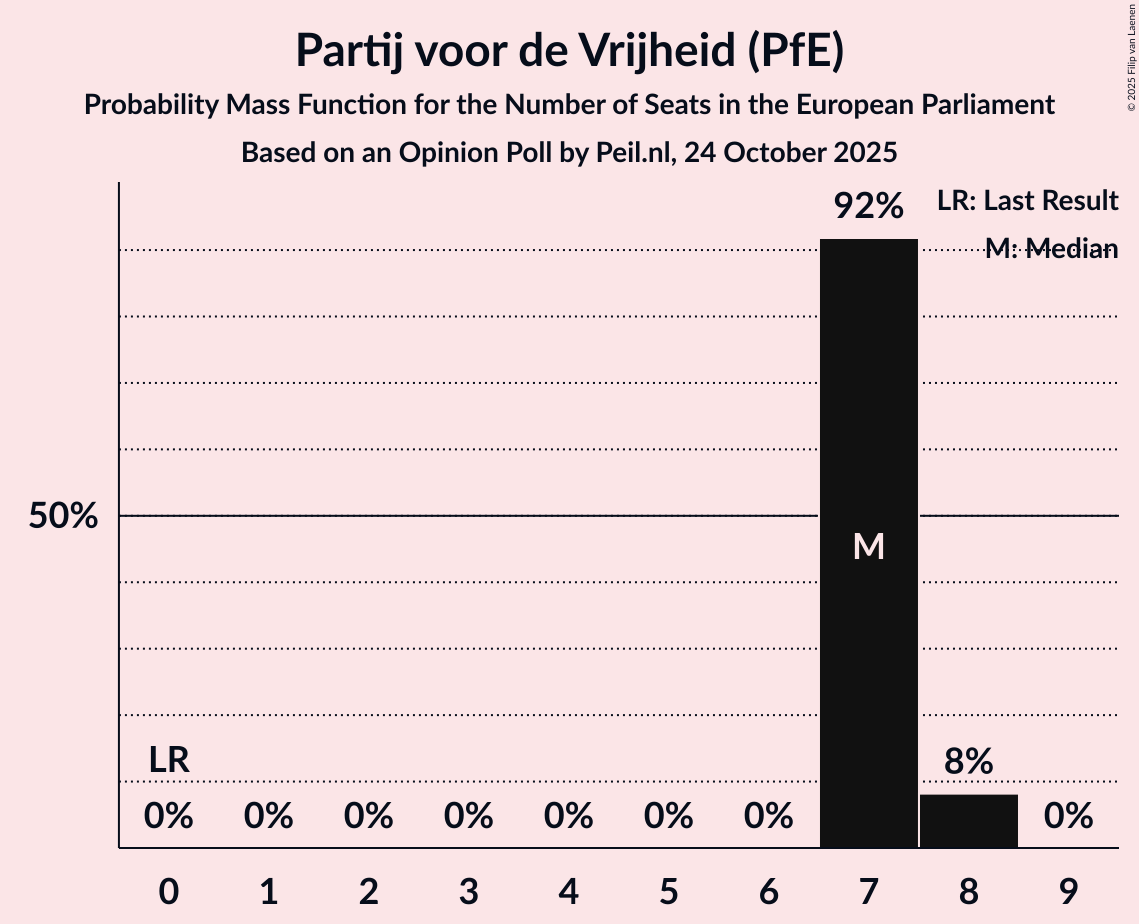 Partij voor de Vrijheid (PfE)
Probability Mass Function for the Number of Seats in the European Parliament
Based on an Opinion Poll by Peil.nl, 24 October 2025
© 2025 Filip van Laenen
92%
LR: Last Result
M: Median
50%
M
LR
8%
0% 0% 0% 0% 0% 0% 0% 0%
0 1 2 3 4 5 6 7 8 9